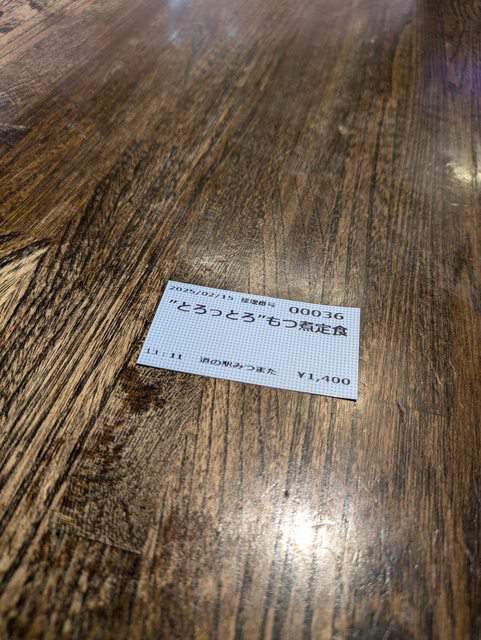 2025/02/15 整理番号 00036
”とろっとろ”もつ煮定食
13:11 道の駅みつまた ¥1,400